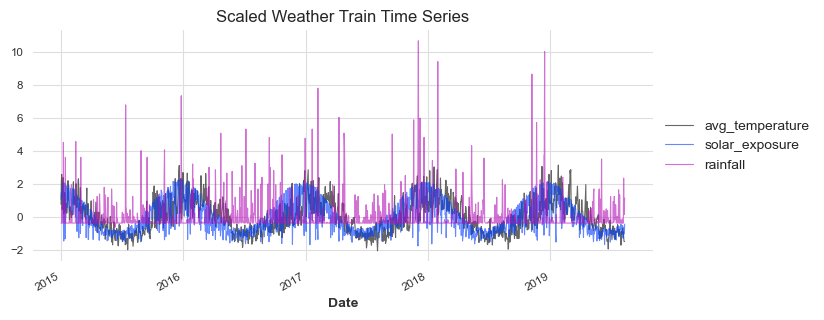 Scaled Weather Train Time Series
10
8
6
4
2
0
−2
avg_temperature
solar_exposure
rainfall
2015
2016
2017
2018
2019
Date